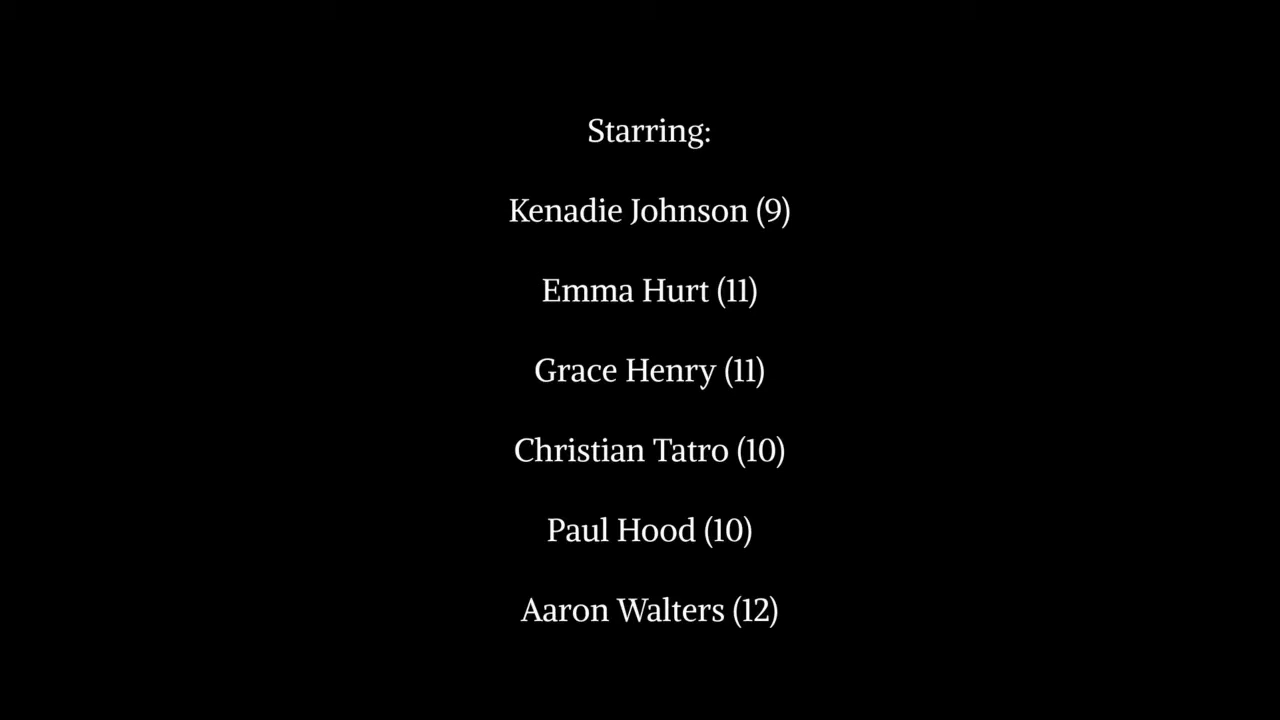 Starring:
Kenadie Johnson (9)
Emma Hurt (11)
Grace Henry (11)
Christian Tatro (10)
Paul Hood (10)
Aaron Walters (12)